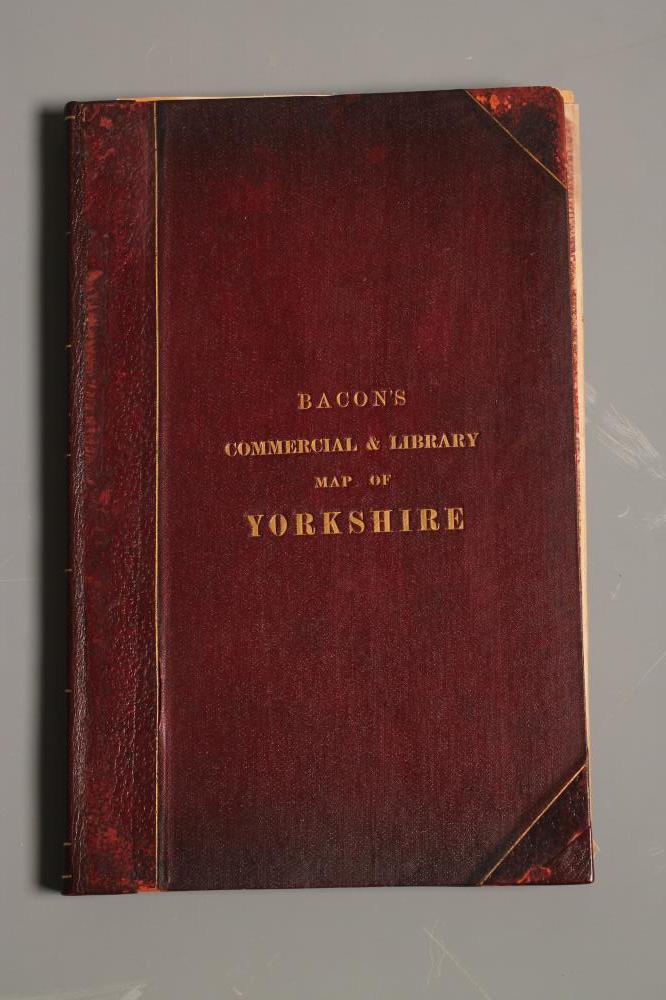 BACON'S
COMMERCIAL & LIBRARY
MAP OF
YORKSHIRE